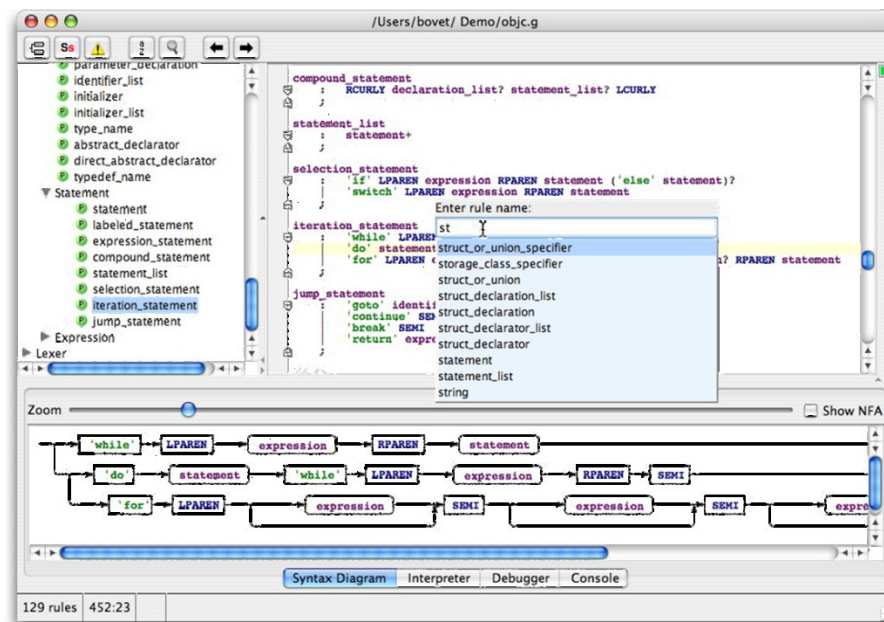 /Users/bovet/ Demo/objc.g
Ss
a
z
parameter_declaration
identifier_list
initializer
initializer_list
type_name
abstract_declarator
direct_abstract_declarator
typedef_name
Statement
statement
labeled_statement
expression_statement
compound_statement
statement_list
selection_statement
iteration_statement
jump_statement
Expression
Lexer
compound_statement
: RCURLY declaration_list? statement_list? LCURLY
;
statement_list
: statement+
;
selection_statement
: 'if' LPAREN expression RPAREN statement ('else' statement)?
| 'switch' LPAREN expression RPAREN statement
;
iteration_statement
: 'while' LPAREN
| 'do' statement
| 'for' LPAREN ? RPAREN statement
;
jump_statement
: 'goto'
| 'continue'
| 'break' SEMI
| 'return'
;
Enter rule name:
st
struct_or_union_specifier
storage_class_specifier
struct_or_union
struct_declaration_list
struct_declaration
struct_declarator_list
struct_declarator
statement
statement_list
string
Zoom Show NFA
'while' LPAREN expression RPAREN statement
'do' statement 'while' LPAREN expression RPAREN SEMI
'for' LPAREN expression SEMI expression SEMI expre
Syntax Diagram Interpreter Debugger Console
129 rules 452:23